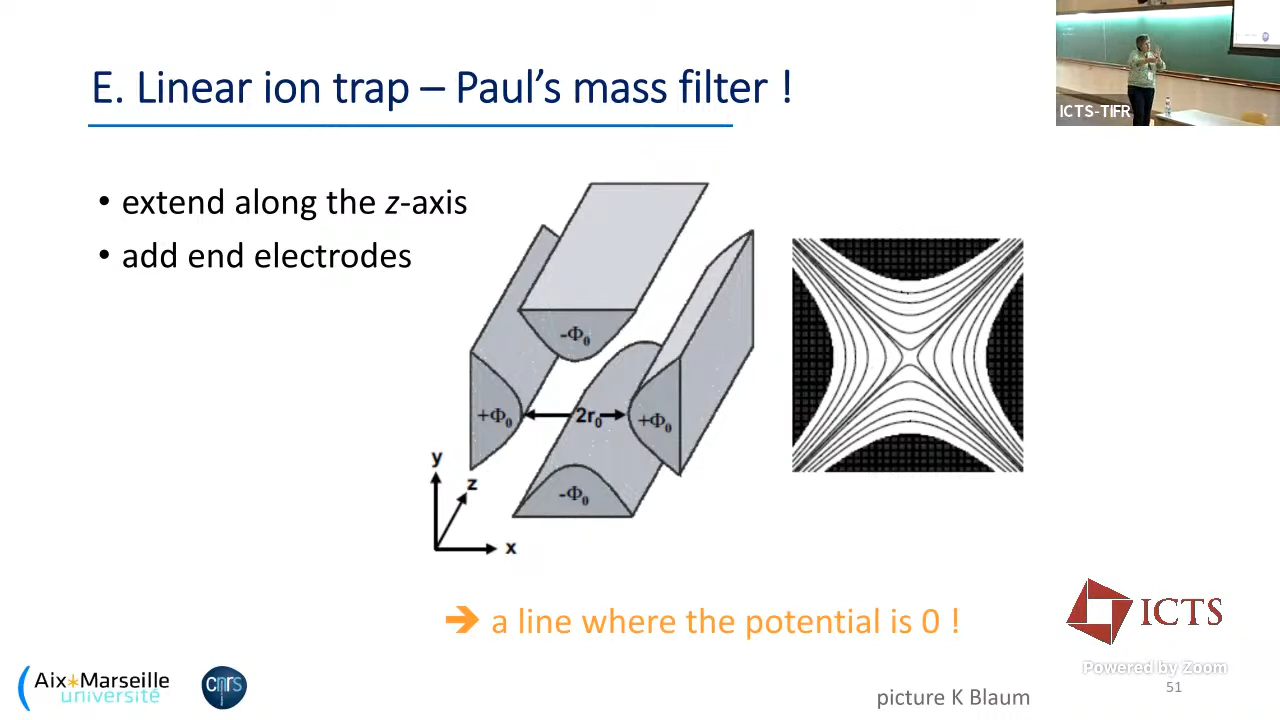 E. Linear ion trap – Paul's mass filter !
ICTS-TIFR
• extend along the z-axis
• add end electrodes
-Φ₀
+Φ₀
2r₀
+Φ₀
-Φ₀
y
z
x
➔ a line where the potential is 0 !
ICTS
Powered by Zoom
Aix*Marseille
université
cnrs
picture K Blaum
51